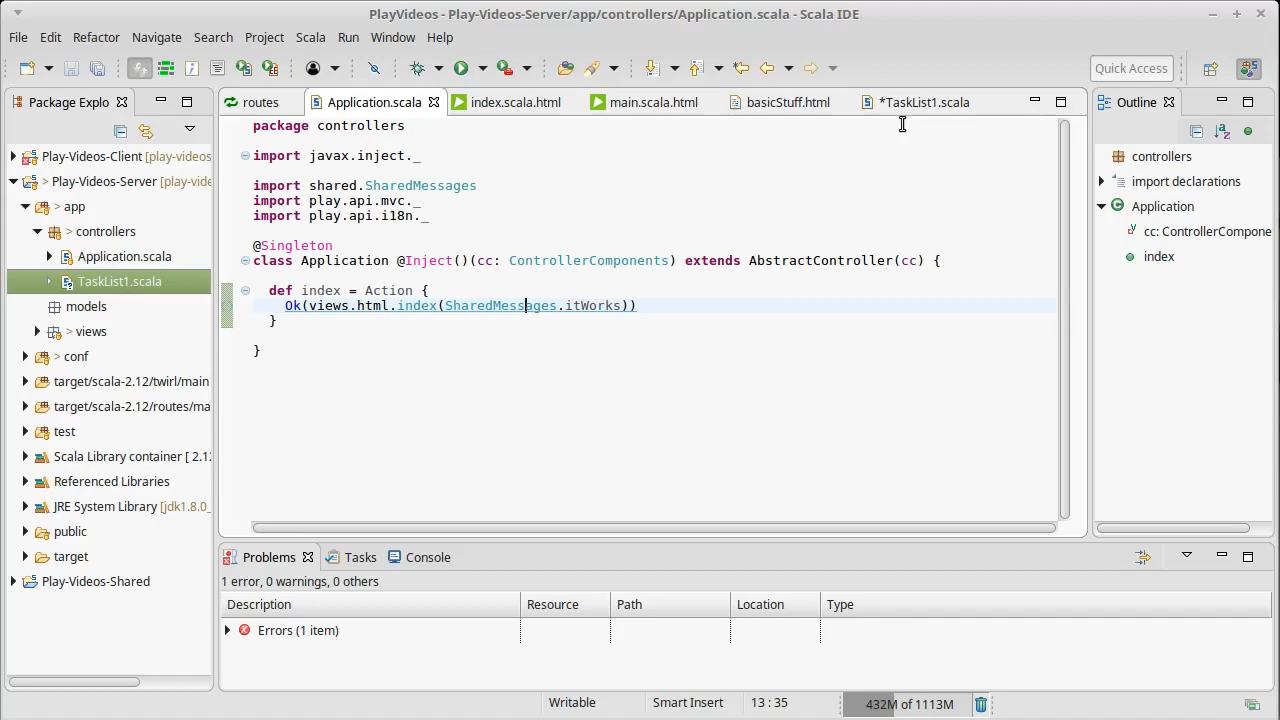 PlayVideos - Play-Videos-Server/app/controllers/Application.scala - Scala IDE
File Edit Refactor Navigate Search Project Scala Run Window Help
Quick Access
Package Explo
routes Application.scala index.scala.html main.scala.html basicStuff.html *TaskList1.scala
Outline
Play-Videos-Client [play-videos
> Play-Videos-Server [play-vide
> app
> controllers
Application.scala
TaskList1.scala
models
> views
> conf
target/scala-2.12/twirl/main
target/scala-2.12/routes/ma
test
Scala Library container [ 2.12
Referenced Libraries
JRE System Library [jdk1.8.0_
public
target
Play-Videos-Shared
package controllers
import javax.inject._
import shared.SharedMessages
import play.api.mvc._
import play.api.i18n._
@Singleton
class Application @Inject()(cc: ControllerComponents) extends AbstractController(cc) {
def index = Action {
Ok(views.html.index(SharedMessages.itWorks))
}
}
controllers
import declarations
Application
cc: ControllerCompone
index
Problems Tasks Console
1 error, 0 warnings, 0 others
Description Resource Path Location Type
Errors (1 item)
Writable Smart Insert 13 : 35 432M of 1113M